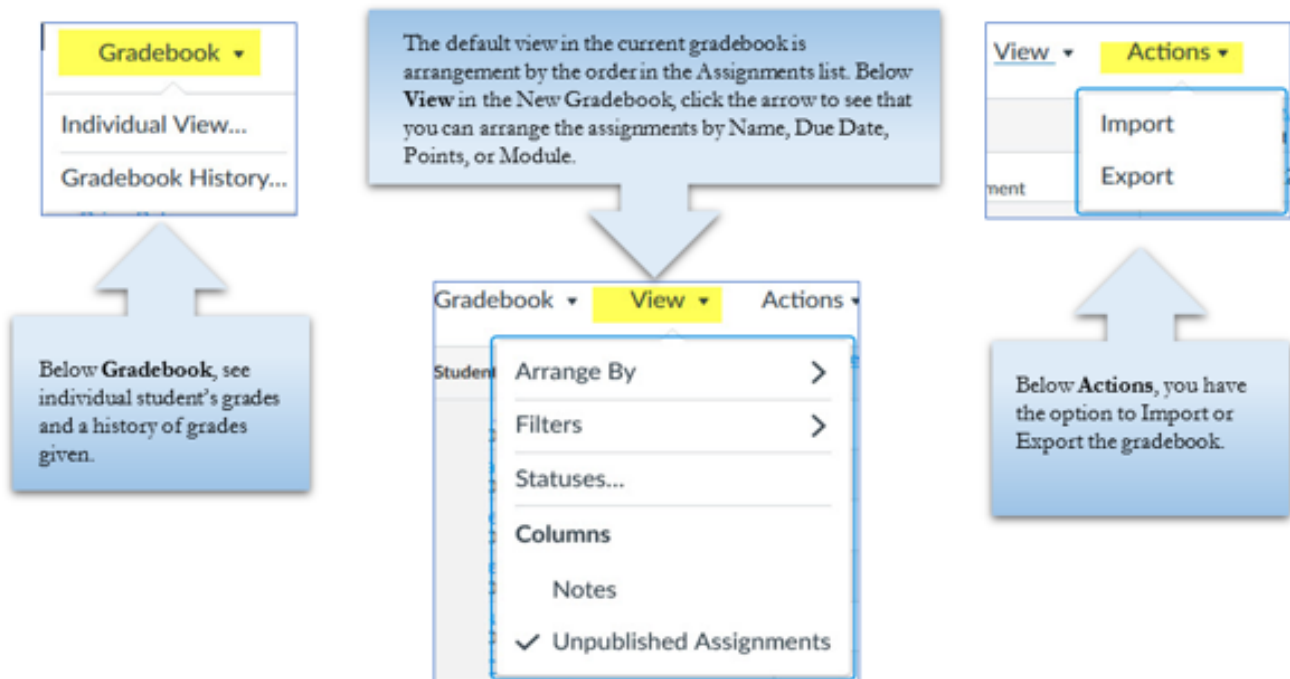 Gradebook
Individual View...
Gradebook History...
Below Gradebook, see
individual student's grades
and a history of grades
given.
The default view in the current gradebook is
arrangement by the order in the Assignments list. Below
View in the New Gradebook, click the arrow to see that
you can arrange the assignments by Name, Due Date,
Points, or Module.
Gradebook View Actions
Student
Arrange By
Filters
Statuses...
Columns
Notes
✓ Unpublished Assignments
View Actions
Import
Export
ment
Below Actions, you have
the option to Import or
Export the gradebook.